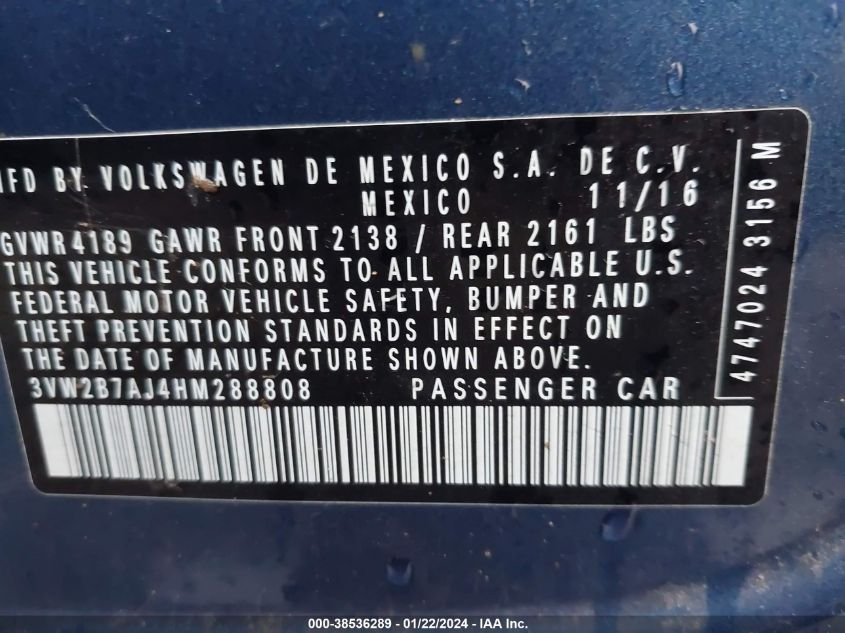 MFD BY VOLKSWAGEN DE MEXICO S.A. DE C.V.
MEXICO 11/16
GVWR 4189 GAWR FRONT 2138 / REAR 2161 LBS
THIS VEHICLE CONFORMS TO ALL APPLICABLE U.S.
FEDERAL MOTOR VEHICLE SAFETY, BUMPER AND
THEFT PREVENTION STANDARDS IN EFFECT ON
THE DATE OF MANUFACTURE SHOWN ABOVE.
3VW2B7AJ4HM288808 PASSENGER CAR
4747024 3156 M
000-38536289 - 01/22/2024 - IAA Inc.